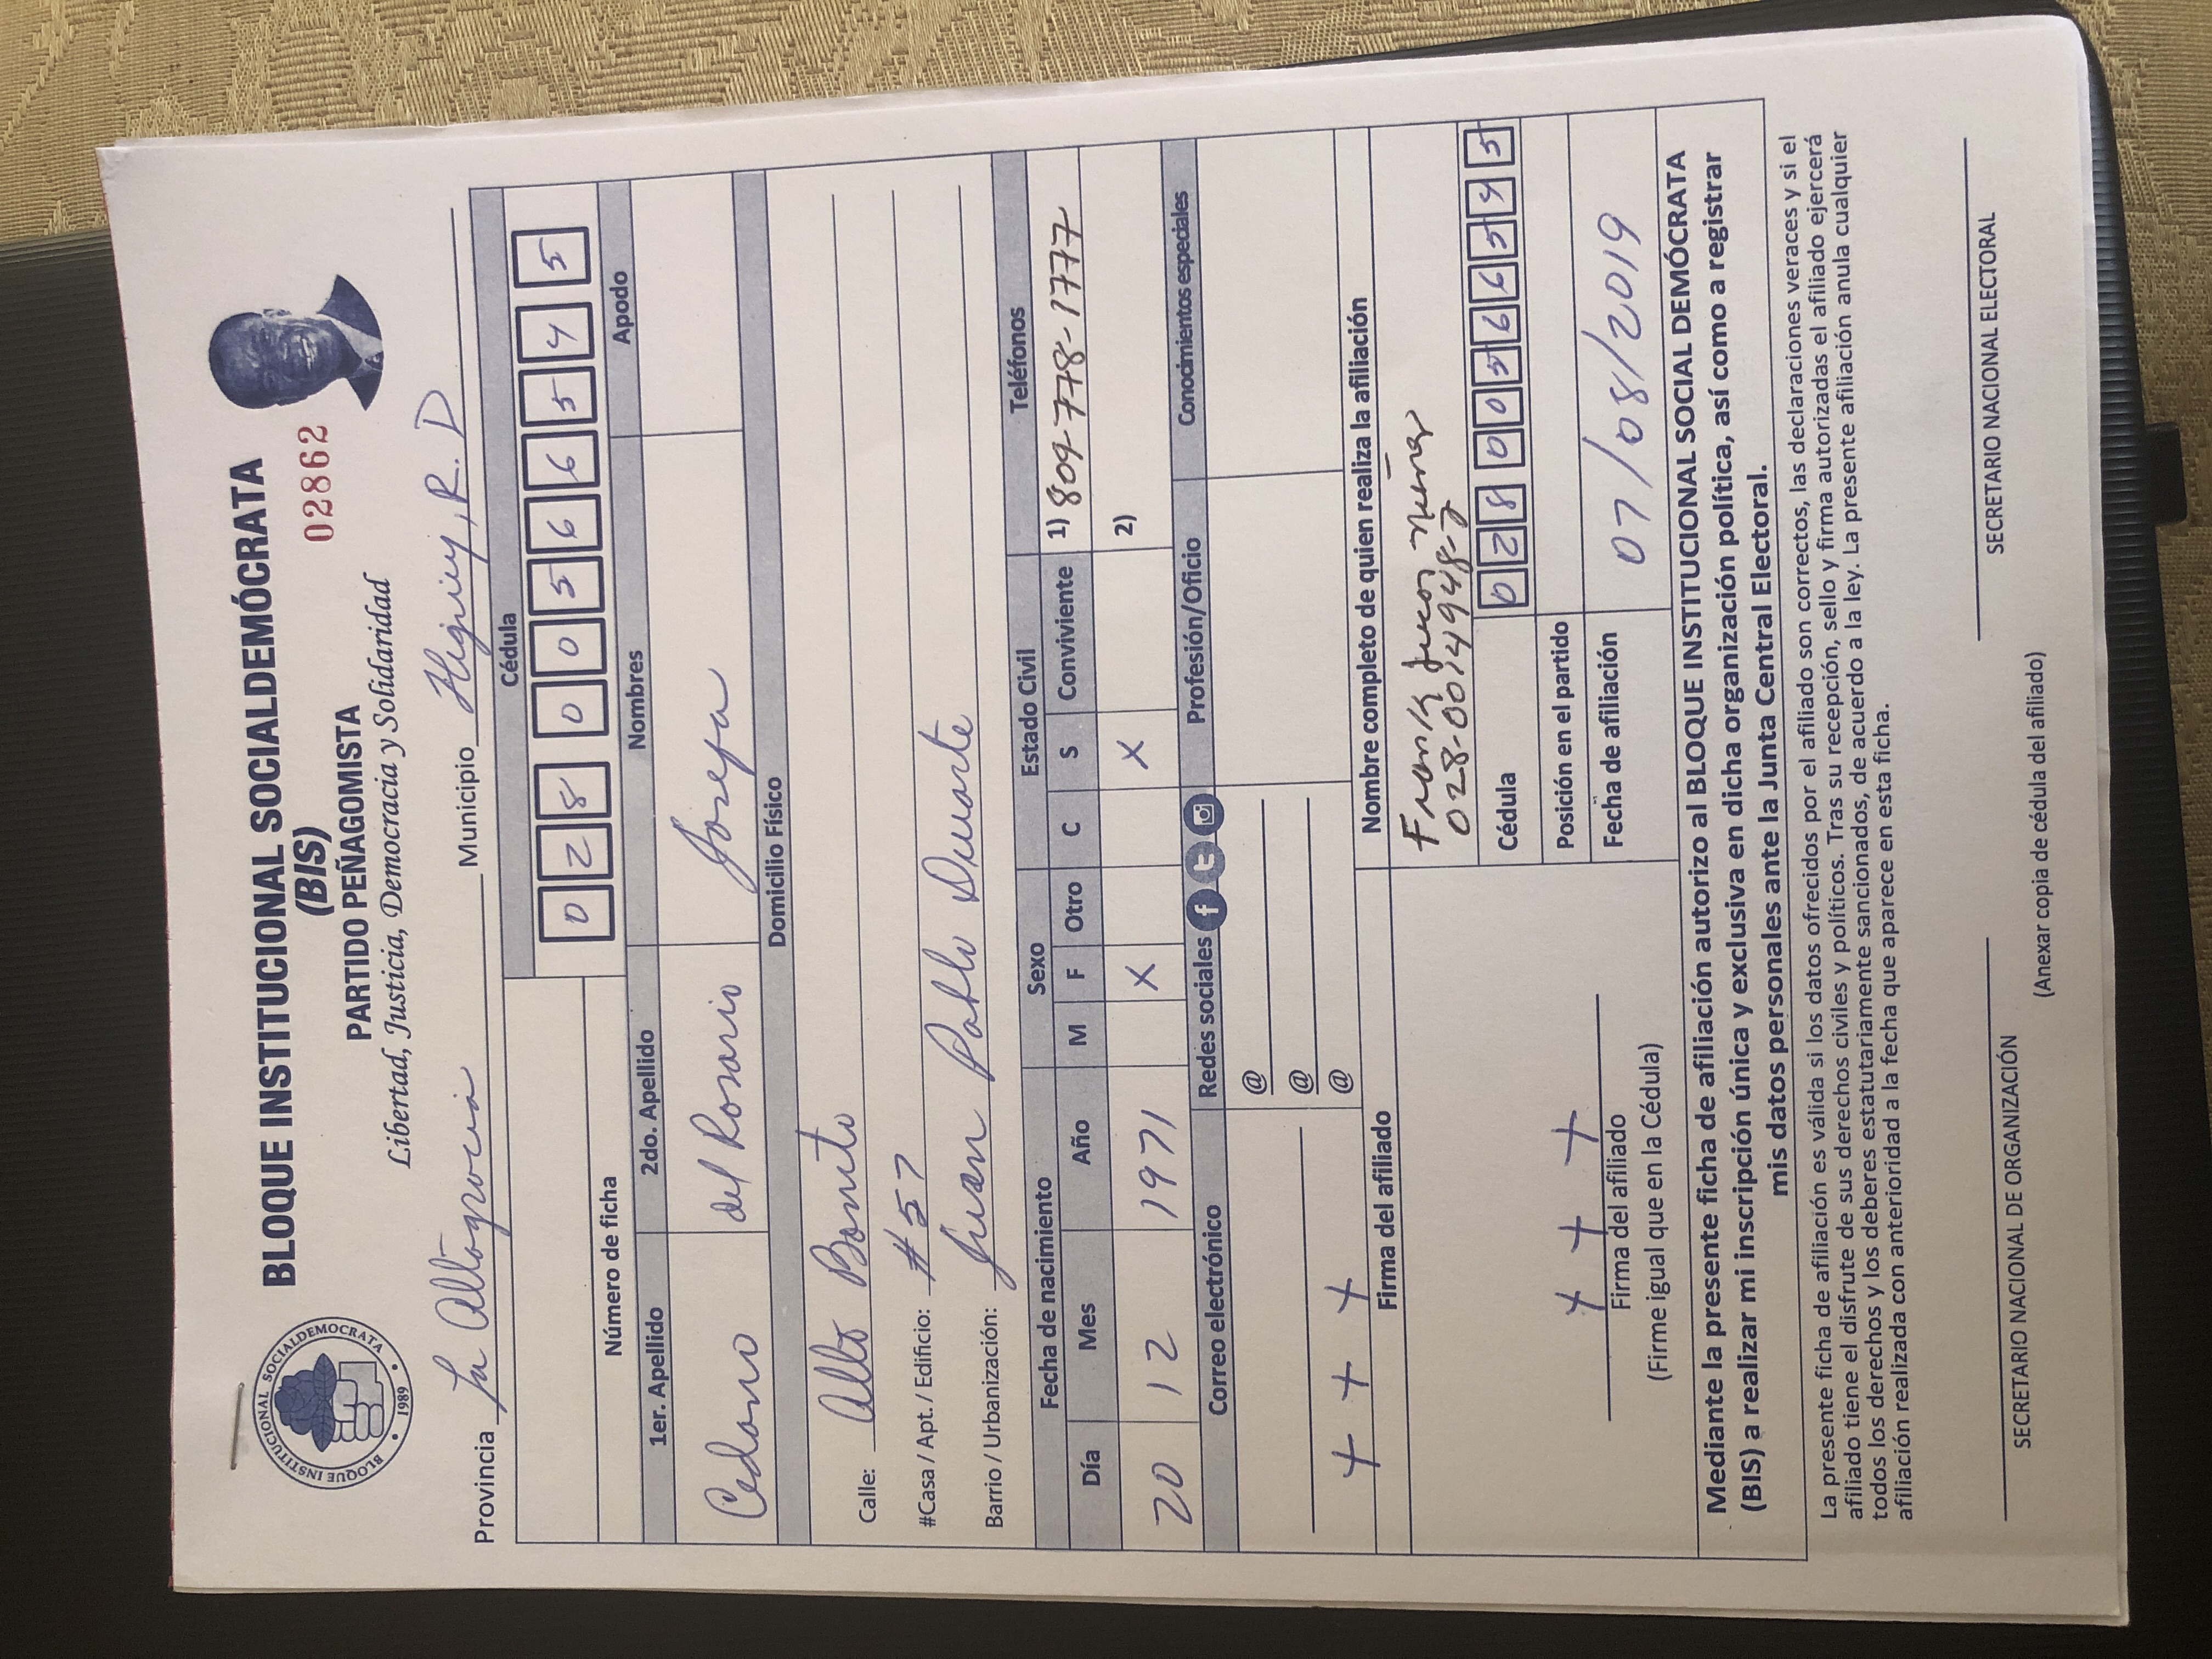 BLOQUE INSTITUCIONAL SOCIALDEMÓCRATA
(BIS)
02862
PARTIDO PEÑAGOMISTA
Libertad, Justicia, Democracia y Solidaridad
BLOQUE INSTITUCIONAL SOCIALDEMOCRATA
1989
Provincia La Altagracia Municipio Higuey, R. D
Cédula
0 2 8 0 0 5 6 6 5 4 5
Número de ficha
1er. Apellido 2do. Apellido Nombres Apodo
Cedano del Rosario Josefa
Domicilio Físico
Calle: Alto Bonito
#Casa / Apt. / Edificio: #57
Barrio / Urbanización: Juan Pablo Duarte
Fecha de nacimiento Sexo Estado Civil Teléfonos
Día Mes Año M F Otro C S Conviviente 1) 809-778-1777
20 12 1971 X X 2)
Correo electrónico Redes sociales Profesión/Oficio Conocimientos especiales
@
@
+ + + @
Firma del afiliado Nombre completo de quien realiza la afiliación
Frank
028-0014948-7
Cédula 0 2 8 0 0 5 6 6 5 4 5
Posición en el partido
Fecha de afiliación 07/08/2019
+ + +
Firma del afiliado
(Firme igual que en la Cédula)
Mediante la presente ficha de afiliación autorizo al BLOQUE INSTITUCIONAL SOCIAL DEMÓCRATA
(BIS) a realizar mi inscripción única y exclusiva en dicha organización política, así como a registrar
mis datos personales ante la Junta Central Electoral.
La presente ficha de afiliación es válida si los datos ofrecidos por el afiliado son correctos, las declaraciones veraces y si el
afiliado tiene el disfrute de sus derechos civiles y políticos. Tras su recepción, sello y firma autorizadas el afiliado ejercerá
todos los derechos y los deberes estatutariamente sancionados, de acuerdo a la ley. La presente afiliación anula cualquier
afiliación realizada con anterioridad a la fecha que aparece en esta ficha.
SECRETARIO NACIONAL DE ORGANIZACIÓN SECRETARIO NACIONAL ELECTORAL
(Anexar copia de cédula del afiliado)